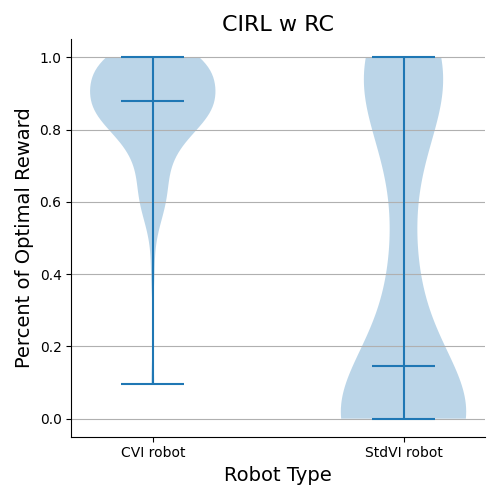 CIRL w RC
Percent of Optimal Reward
1.0
0.8
0.6
0.4
0.2
0.0
CVI robot
StdVI robot
Robot Type